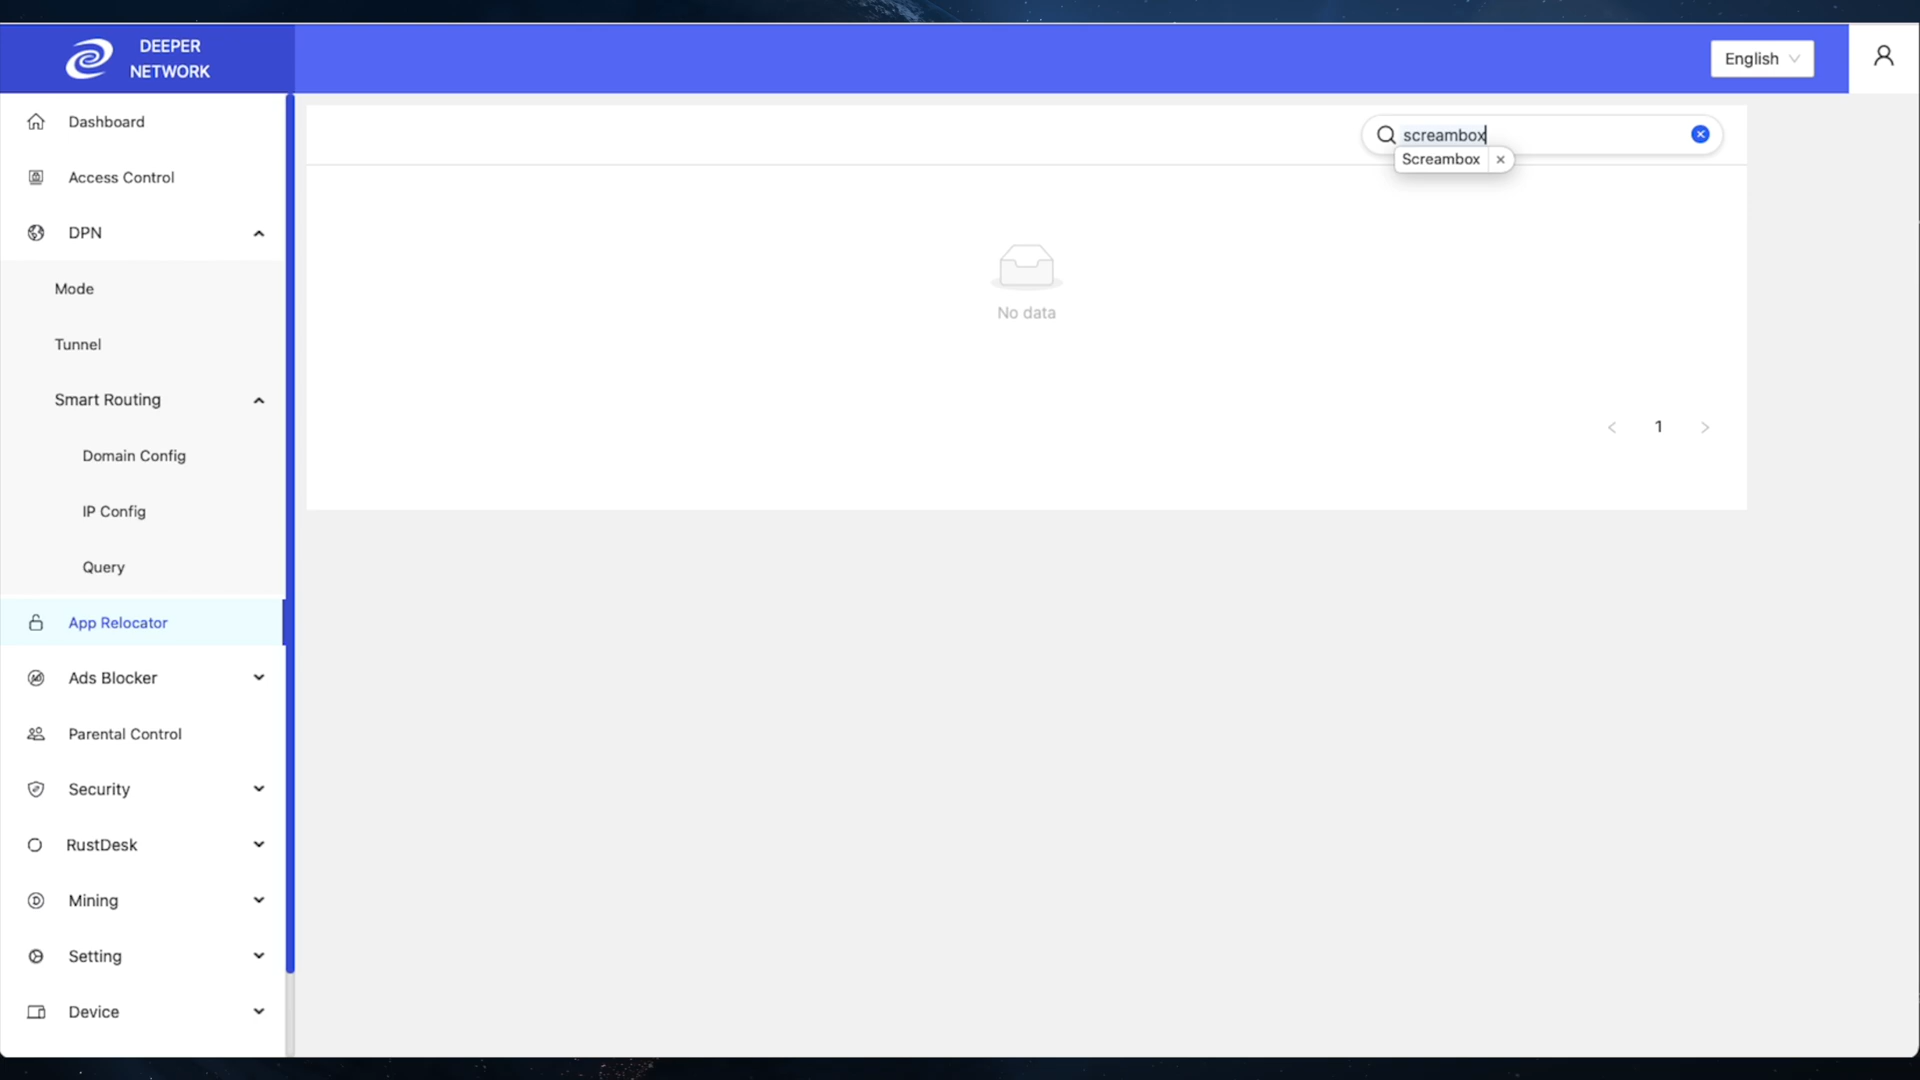 DEEPER
NETWORK
English
Dashboard
Access Control
DPN
Mode
Tunnel
Smart Routing
Domain Config
IP Config
Query
App Relocator
Ads Blocker
Parental Control
Security
RustDesk
Mining
Setting
Device
screambox
Screambox
No data
1